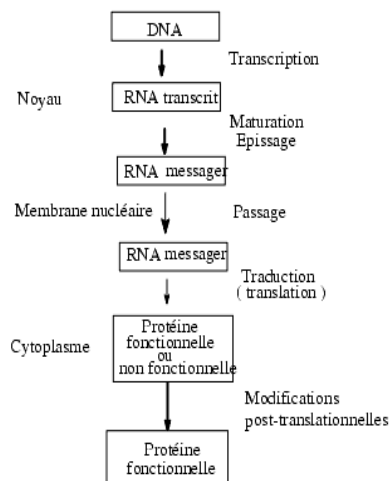 DNA
Transcription
Noyau
RNA transcrit
Maturation
Epissage
RNA messager
Membrane nucléaire
Passage
RNA messager
Traduction
( translation )
Cytoplasme
Protéine
fonctionnelle
ou
non fonctionnelle
Modifications
post-translationnelles
Protéine
fonctionnelle